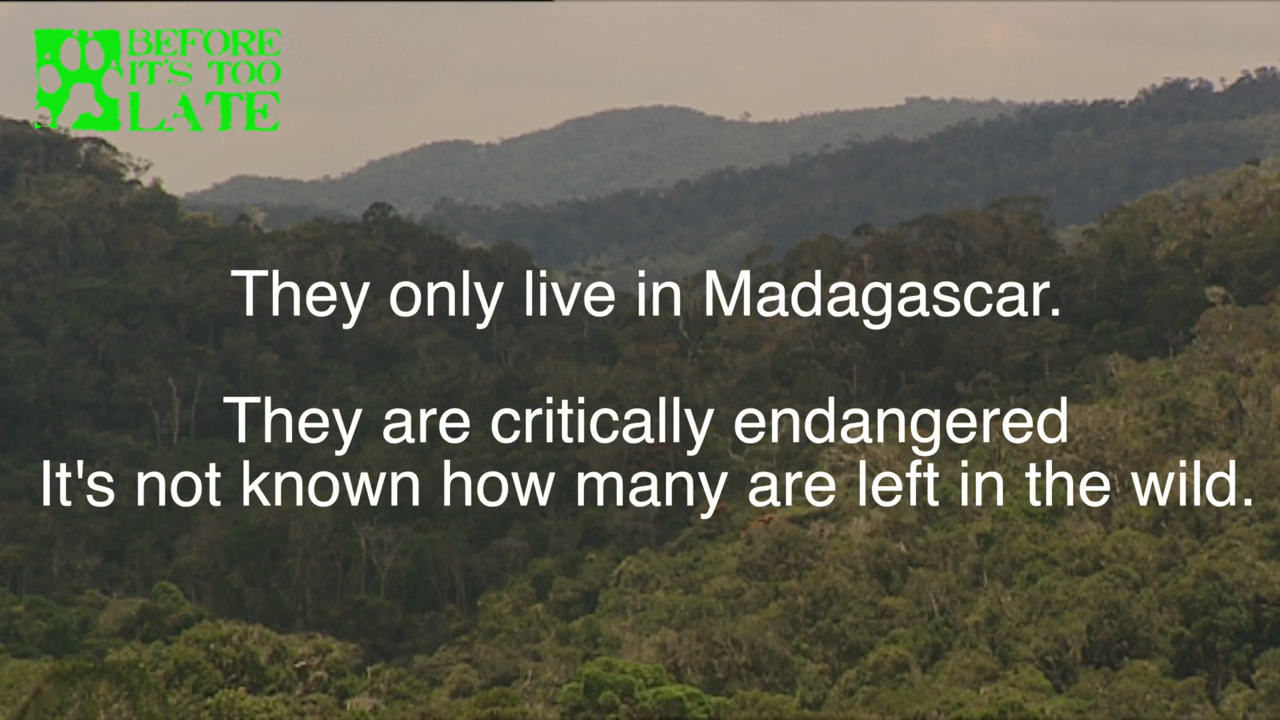 BEFORE
IT'S TOO
LATE
They only live in Madagascar.
They are critically endangered
It's not known how many are left in the wild.